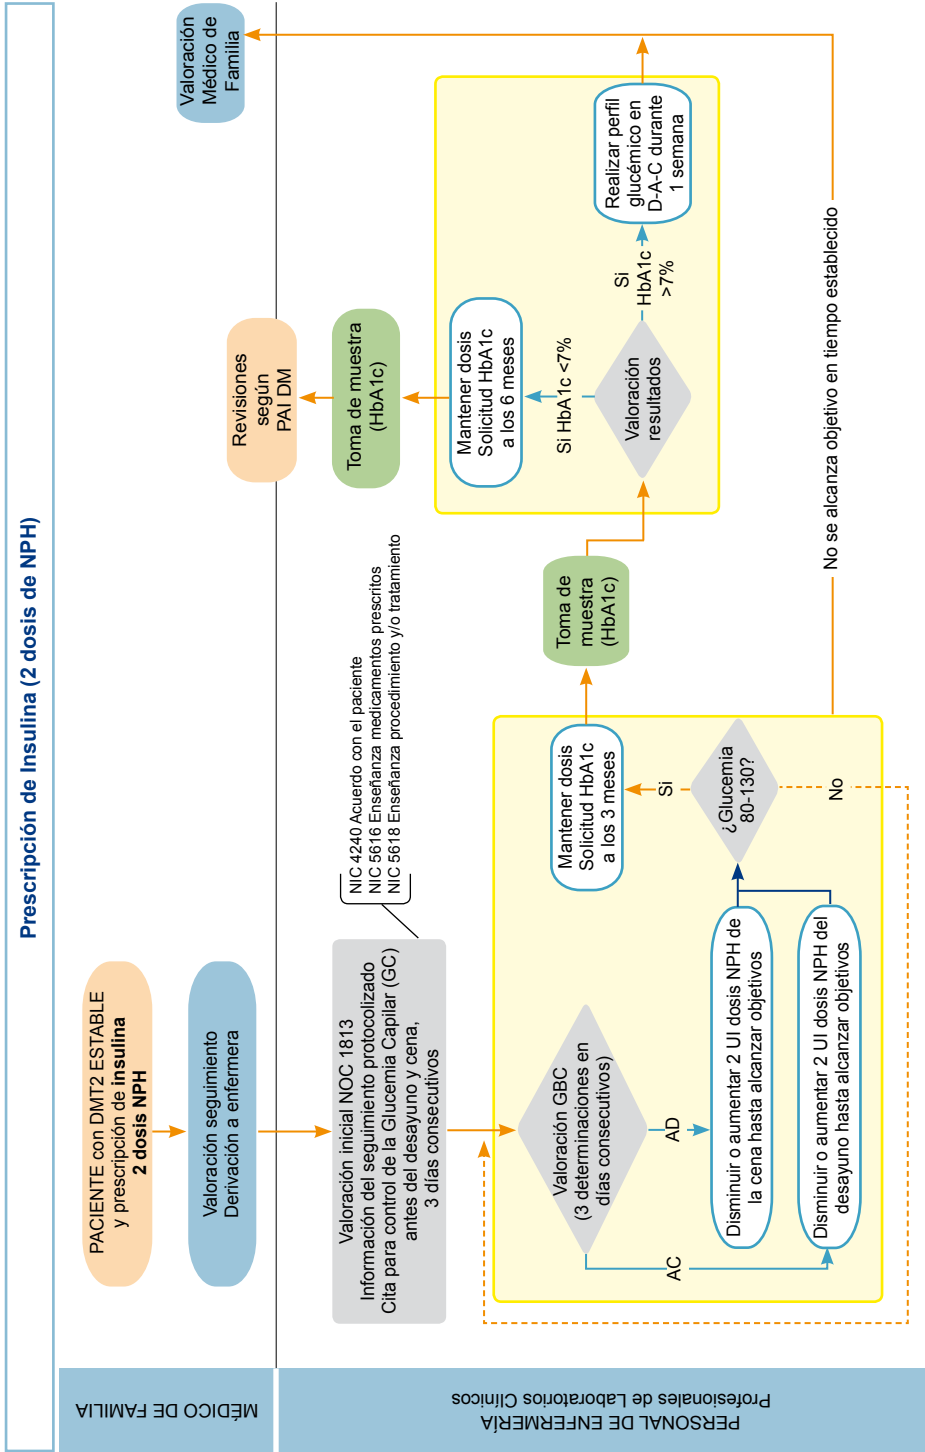 Prescripción de Insulina (2 dosis de NPH)
MÉDICO DE FAMILIA
PERSONAL DE ENFERMERÍA
Profesionales de Laboratorios Clínicos
PACIENTE con DMT2 ESTABLE
y prescripción de insulina
2 dosis NPH
Valoración seguimiento
Derivación a enfermera
Valoración inicial NOC 1813
Información del seguimiento protocolizado
Cita para control de la Glucemia Capilar (GC)
antes del desayuno y cena,
3 días consecutivos
NIC 4240 Acuerdo con el paciente
NIC 5616 Enseñanza medicamentos prescritos
NIC 5618 Enseñanza procedimiento y/o tratamiento
Valoración GBC
(3 determinaciones en
días consecutivos)
AD
AC
Disminuir o aumentar 2 UI dosis NPH de
la cena hasta alcanzar objetivos
Disminuir o aumentar 2 UI dosis NPH del
desayuno hasta alcanzar objetivos
¿Glucemia
80-130?
Si
No
Mantener dosis
Solicitud HbA1c
a los 3 meses
Toma de
muestra
(HbA1c)
Valoración
resultados
Si HbA1c <7%
Si
HbA1c
>7%
Mantener dosis
Solicitud HbA1c
a los 6 meses
Toma de muestra
(HbA1c)
Revisiones
según
PAI DM
Realizar perfil
glucémico en
D-A-C durante
1 semana
Valoración
Médico de
Familia
No se alcanza objetivo en tiempo establecido